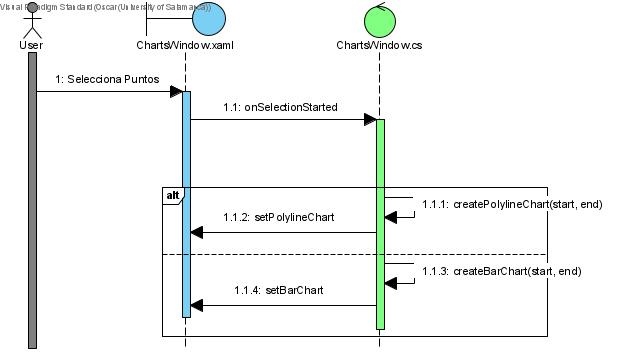 Visual Paradigm Standard (Oscar(University of Salamanca))
User
ChartsWindow.xaml
ChartsWindow.cs
1: Selecciona Puntos
1.1: onSelectionStarted
alt
1.1.1: createPolylineChart(start, end)
1.1.2: setPolylineChart
1.1.3: createBarChart(start, end)
1.1.4: setBarChart